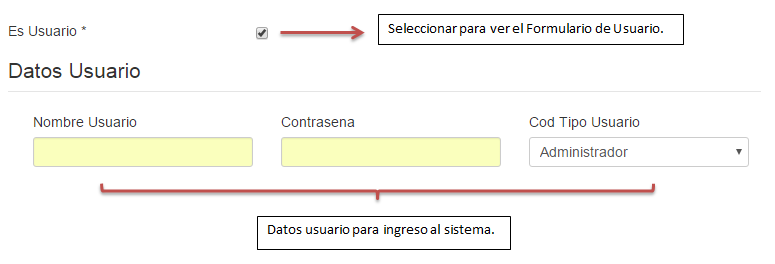 Es Usuario *
Seleccionar para ver el Formulario de Usuario.
Datos Usuario
Nombre Usuario
Contrasena
Cod Tipo Usuario
Administrador
Datos usuario para ingreso al sistema.